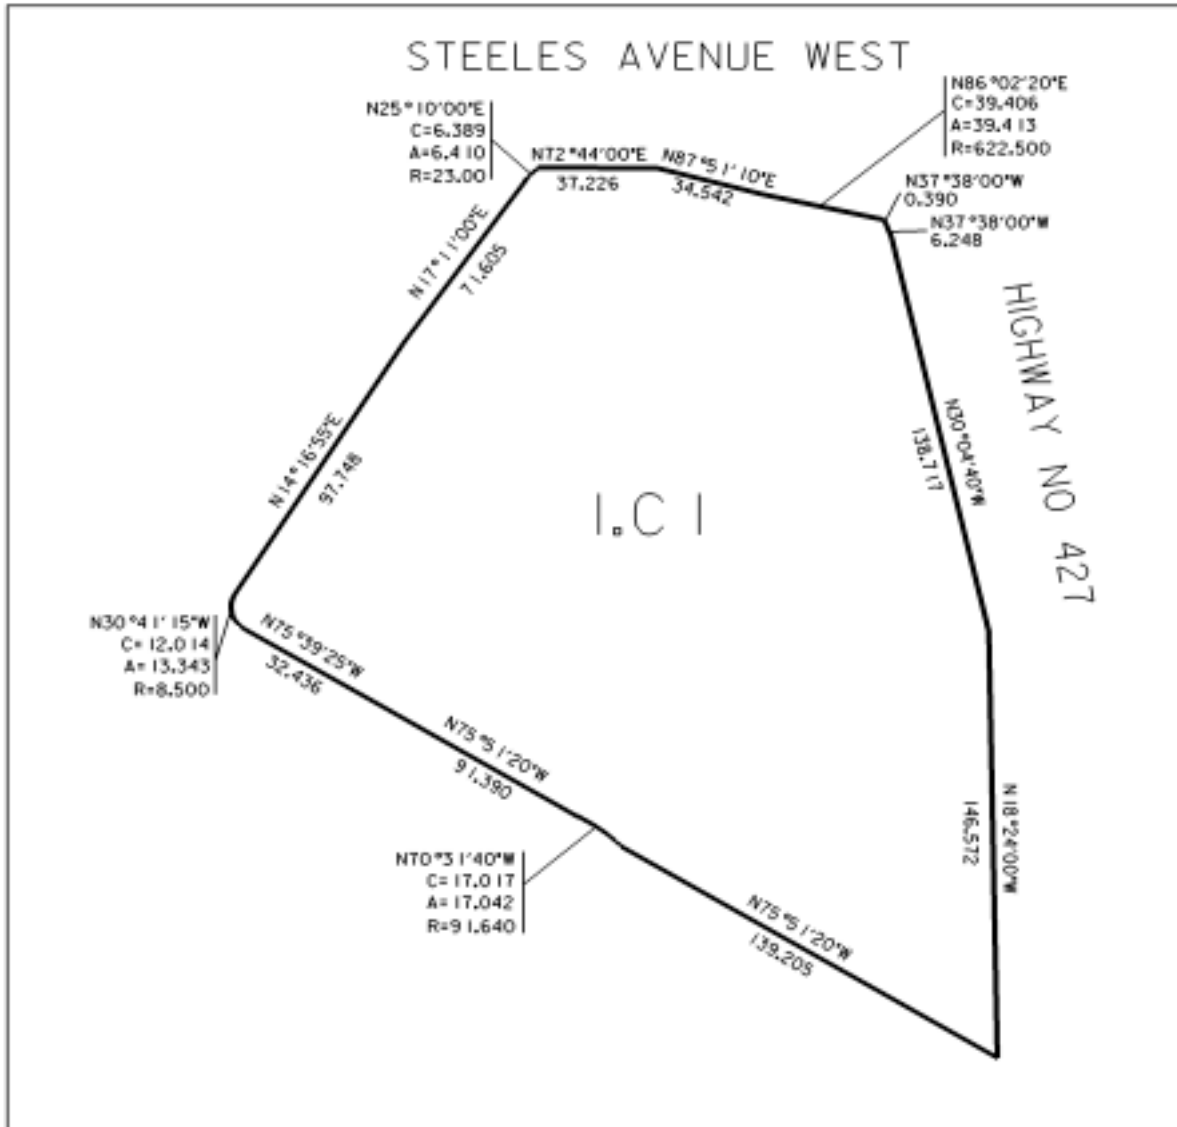 STEELES AVENUE WEST
N86°02'20"E
C=39.406
A=39.413
R=622.500
N25°10'00"E
C=6.389
A=6.410
R=23.00
N72°44'00"E
37.226
N87°51'10"E
34.542
N37°38'00"W
0.390
N37°38'00"W
6.248
N17°11'00"E
71.605
HIGHWAY NO 427
N30°04'40"W
138.717
N14°16'55"E
97.748
1.C 1
N30°41'15"W
C=12.014
A=13.343
R=8.500
N75°39'25"W
32.436
N75°51'20"W
91.390
N18°24'00"W
146.572
N70°31'40"W
C=17.017
A=17.042
R=91.640
N75°51'20"W
139.205